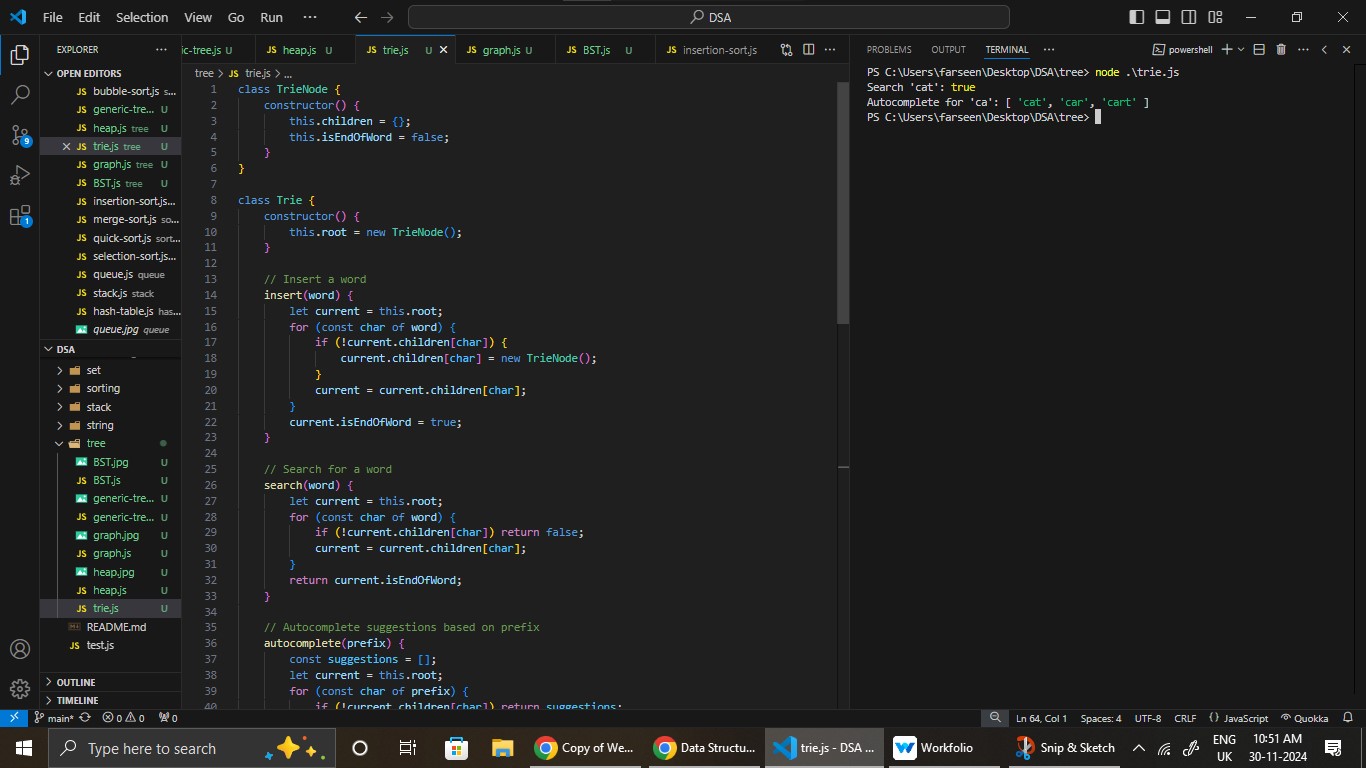 File Edit Selection View Go Run ··· DSA
EXPLORER
OPEN EDITORS
JS bubble-sort.js s...
JS generic-tre... U
JS heap.js tree U
JS trie.js tree U
JS graph.js tree U
JS BST.js tree U
JS insertion-sort.js...
JS merge-sort.js so...
JS quick-sort.js sort...
JS selection-sort.js...
JS queue.js queue
JS stack.js stack
JS hash-table.js has...
queue.jpg queue
DSA
set
sorting
stack
string
tree
BST.jpg U
JS BST.js U
generic-tre... U
JS generic-tre... U
graph.jpg U
JS graph.js U
heap.jpg U
JS heap.js U
JS trie.js U
README.md
JS test.js
OUTLINE
TIMELINE
9
1
ic-tree.js U JS heap.js U JS trie.js U JS graph.js U JS BST.js U JS insertion-sort.js
tree > JS trie.js > ...
1 class TrieNode {
2 constructor() {
3 this.children = {};
4 this.isEndOfWord = false;
5 }
6 }
7
8 class Trie {
9 constructor() {
10 this.root = new TrieNode();
11 }
12
13 // Insert a word
14 insert(word) {
15 let current = this.root;
16 for (const char of word) {
17 if (!current.children[char]) {
18 current.children[char] = new TrieNode();
19 }
20 current = current.children[char];
21 }
22 current.isEndOfWord = true;
23 }
24
25 // Search for a word
26 search(word) {
27 let current = this.root;
28 for (const char of word) {
29 if (!current.children[char]) return false;
30 current = current.children[char];
31 }
32 return current.isEndOfWord;
33 }
34
35 // Autocomplete suggestions based on prefix
36 autocomplete(prefix) {
37 const suggestions = [];
38 let current = this.root;
39 for (const char of prefix) {
40 if (!current.children[char]) return suggestions;
PROBLEMS OUTPUT TERMINAL ··· powershell
PS C:\Users\farseen\Desktop\DSA\tree> node .\trie.js
Search 'cat': true
Autocomplete for 'ca': [ 'cat', 'car', 'cart' ]
PS C:\Users\farseen\Desktop\DSA\tree>
main* 0 0 0 Ln 64, Col 1 Spaces: 4 UTF-8 CRLF {} JavaScript Quokka
Type here to search Copy of We... Data Structu... trie.js - DSA ... Workfolio Snip & Sketch
ENG 10:51 AM
UK 30-11-2024